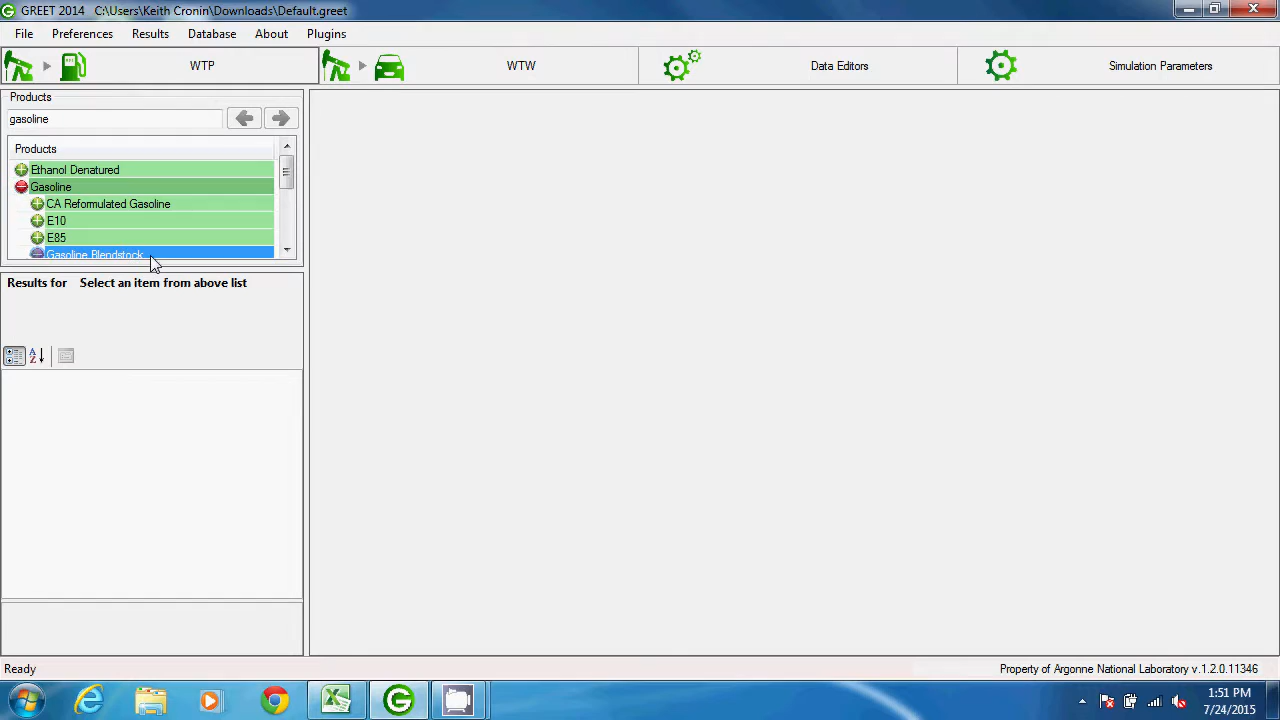 GREET 2014 C:\Users\Keith Cronin\Downloads\Default.greet
File Preferences Results Database About Plugins
WTP WTW Data Editors Simulation Parameters
Products
gasoline
Products
Ethanol Denatured
Gasoline
CA Reformulated Gasoline
E10
E85
Gasoline Blendstock
Results for Select an item from above list
A
Z
Ready Property of Argonne National Laboratory v.1.2.0.11346
1:51 PM
7/24/2015